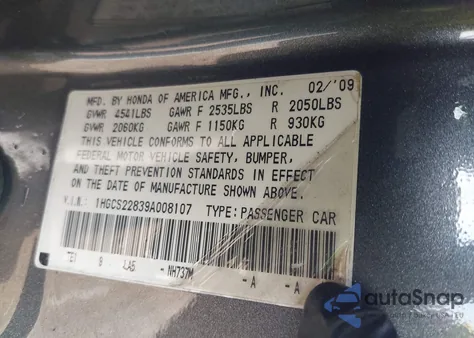 MFD. BY HONDA OF AMERICA MFG., INC. 02/'09
GVWR 4541LBS GAWR F 2535LBS R 2050LBS
GVWR 2060KG GAWR F 1150KG R 930KG
THIS VEHICLE CONFORMS TO ALL APPLICABLE
FEDERAL MOTOR VEHICLE SAFETY, BUMPER,
AND THEFT PREVENTION STANDARDS IN EFFECT
ON THE DATE OF MANUFACTURE SHOWN ABOVE.
V.I.N.: 1HGCS22839A008107 TYPE: PASSENGER CAR
NH737M -A -A
autoSnap